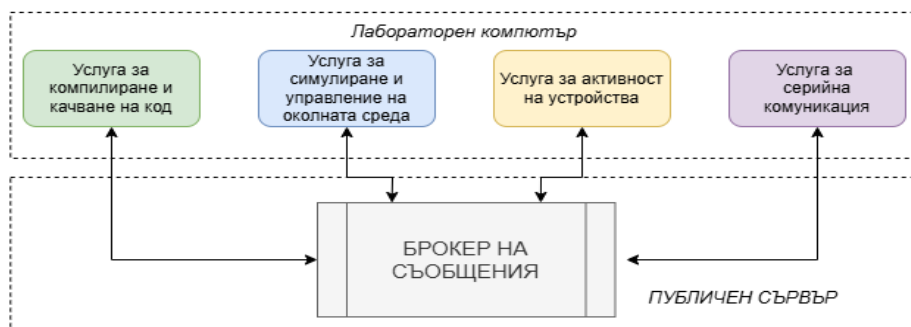 Лабораторен компютър
Услуга за
компилиране и
качване на код
Услуга за
симулиране и
управление на
околната среда
Услуга за активност
на устройства
Услуга за
серийна
комуникация
БРОКЕР НА
СЪОБЩЕНИЯ
ПУБЛИЧЕН СЪРВЪР